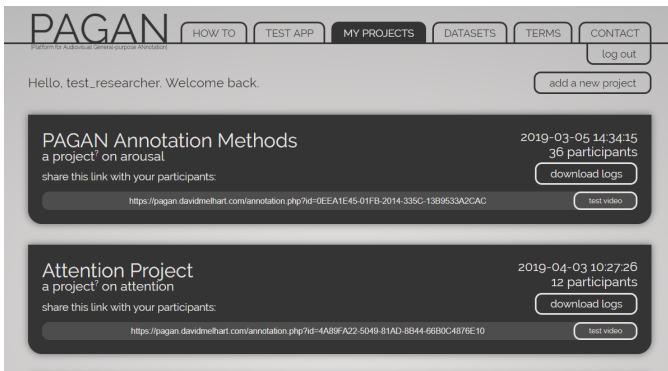 PAGAN
(Platform for Audiovisual General-purpose ANnotation)
HOW TO
TEST APP
MY PROJECTS
DATASETS
TERMS
CONTACT
log out
Hello, test_researcher. Welcome back.
add a new project
PAGAN Annotation Methods
2019-03-05 14:34:15
a project? on arousal
36 participants
share this link with your participants:
download logs
https://pagan.davidmelhart.com/annotation.php?id=0EEA1E45-01FB-2014-335C-13B9533A2CAC
test video
Attention Project
2019-04-03 10:27:26
a project? on attention
12 participants
share this link with your participants:
download logs
https://pagan.davidmelhart.com/annotation.php?id=4A89FA22-5049-81AD-8B44-66B0C4876E10
test video